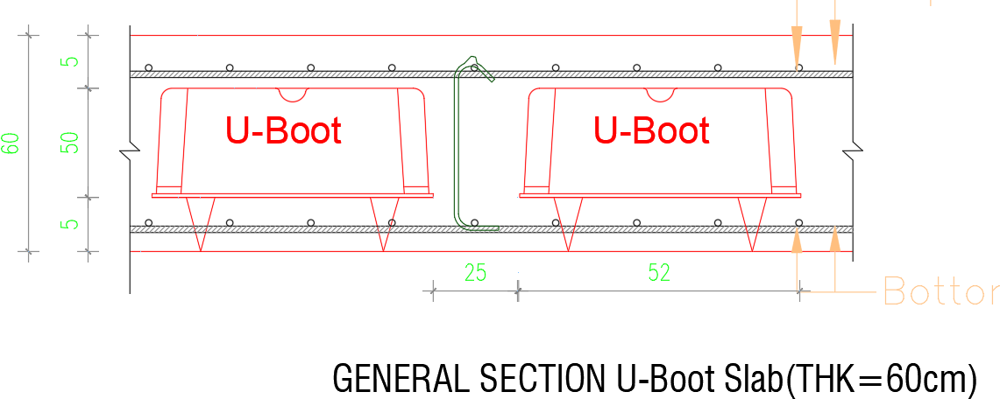 5
60
50
5
U-Boot
U-Boot
25
52
Bottor
GENERAL SECTION U-Boot Slab(THK=60cm)